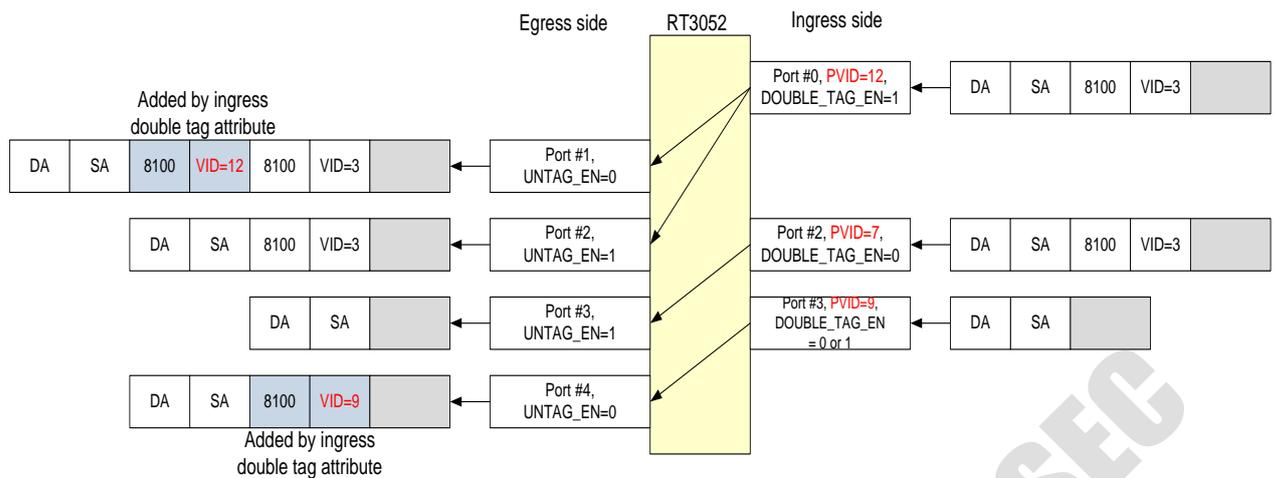 Egress side
RT3052
Ingress side
Port #0, PVID=12,
DOUBLE_TAG_EN=1
DA SA 8100 VID=3
Added by ingress
double tag attribute
DA SA 8100 VID=12 8100 VID=3
Port #1,
UNTAG_EN=0
DA SA 8100 VID=3
Port #2,
UNTAG_EN=1
Port #2, PVID=7,
DOUBLE_TAG_EN=0
DA SA 8100 VID=3
DA SA
Port #3,
UNTAG_EN=1
Port #3, PVID=9,
DOUBLE_TAG_EN
= 0 or 1
DA SA
DA SA 8100 VID=9
Port #4,
UNTAG_EN=0
Added by ingress
double tag attribute
SEC